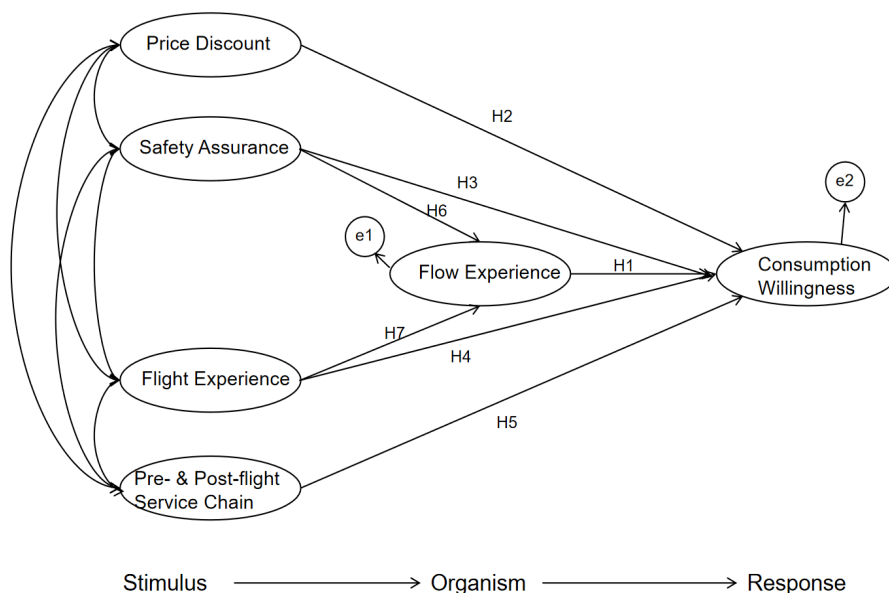 Price Discount
H2
Safety Assurance
H3
e2
H6
e1
Flow Experience
H1
Consumption
Willingness
H7
H4
Flight Experience
H5
Pre- & Post-flight
Service Chain
Stimulus
Organism
Response